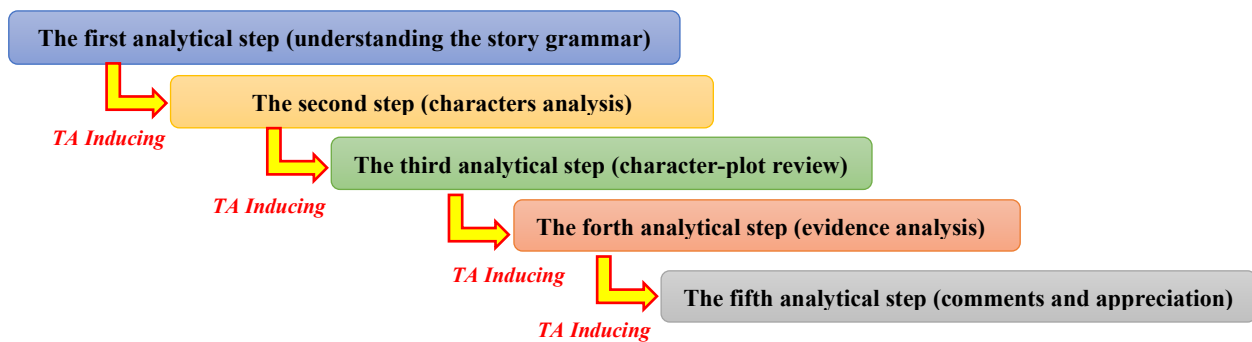 The first analytical step (understanding the story grammar)
The second step (characters analysis)
TA Inducing
The third analytical step (character-plot review)
TA Inducing
The forth analytical step (evidence analysis)
TA Inducing
The fifth analytical step (comments and appreciation)
TA Inducing